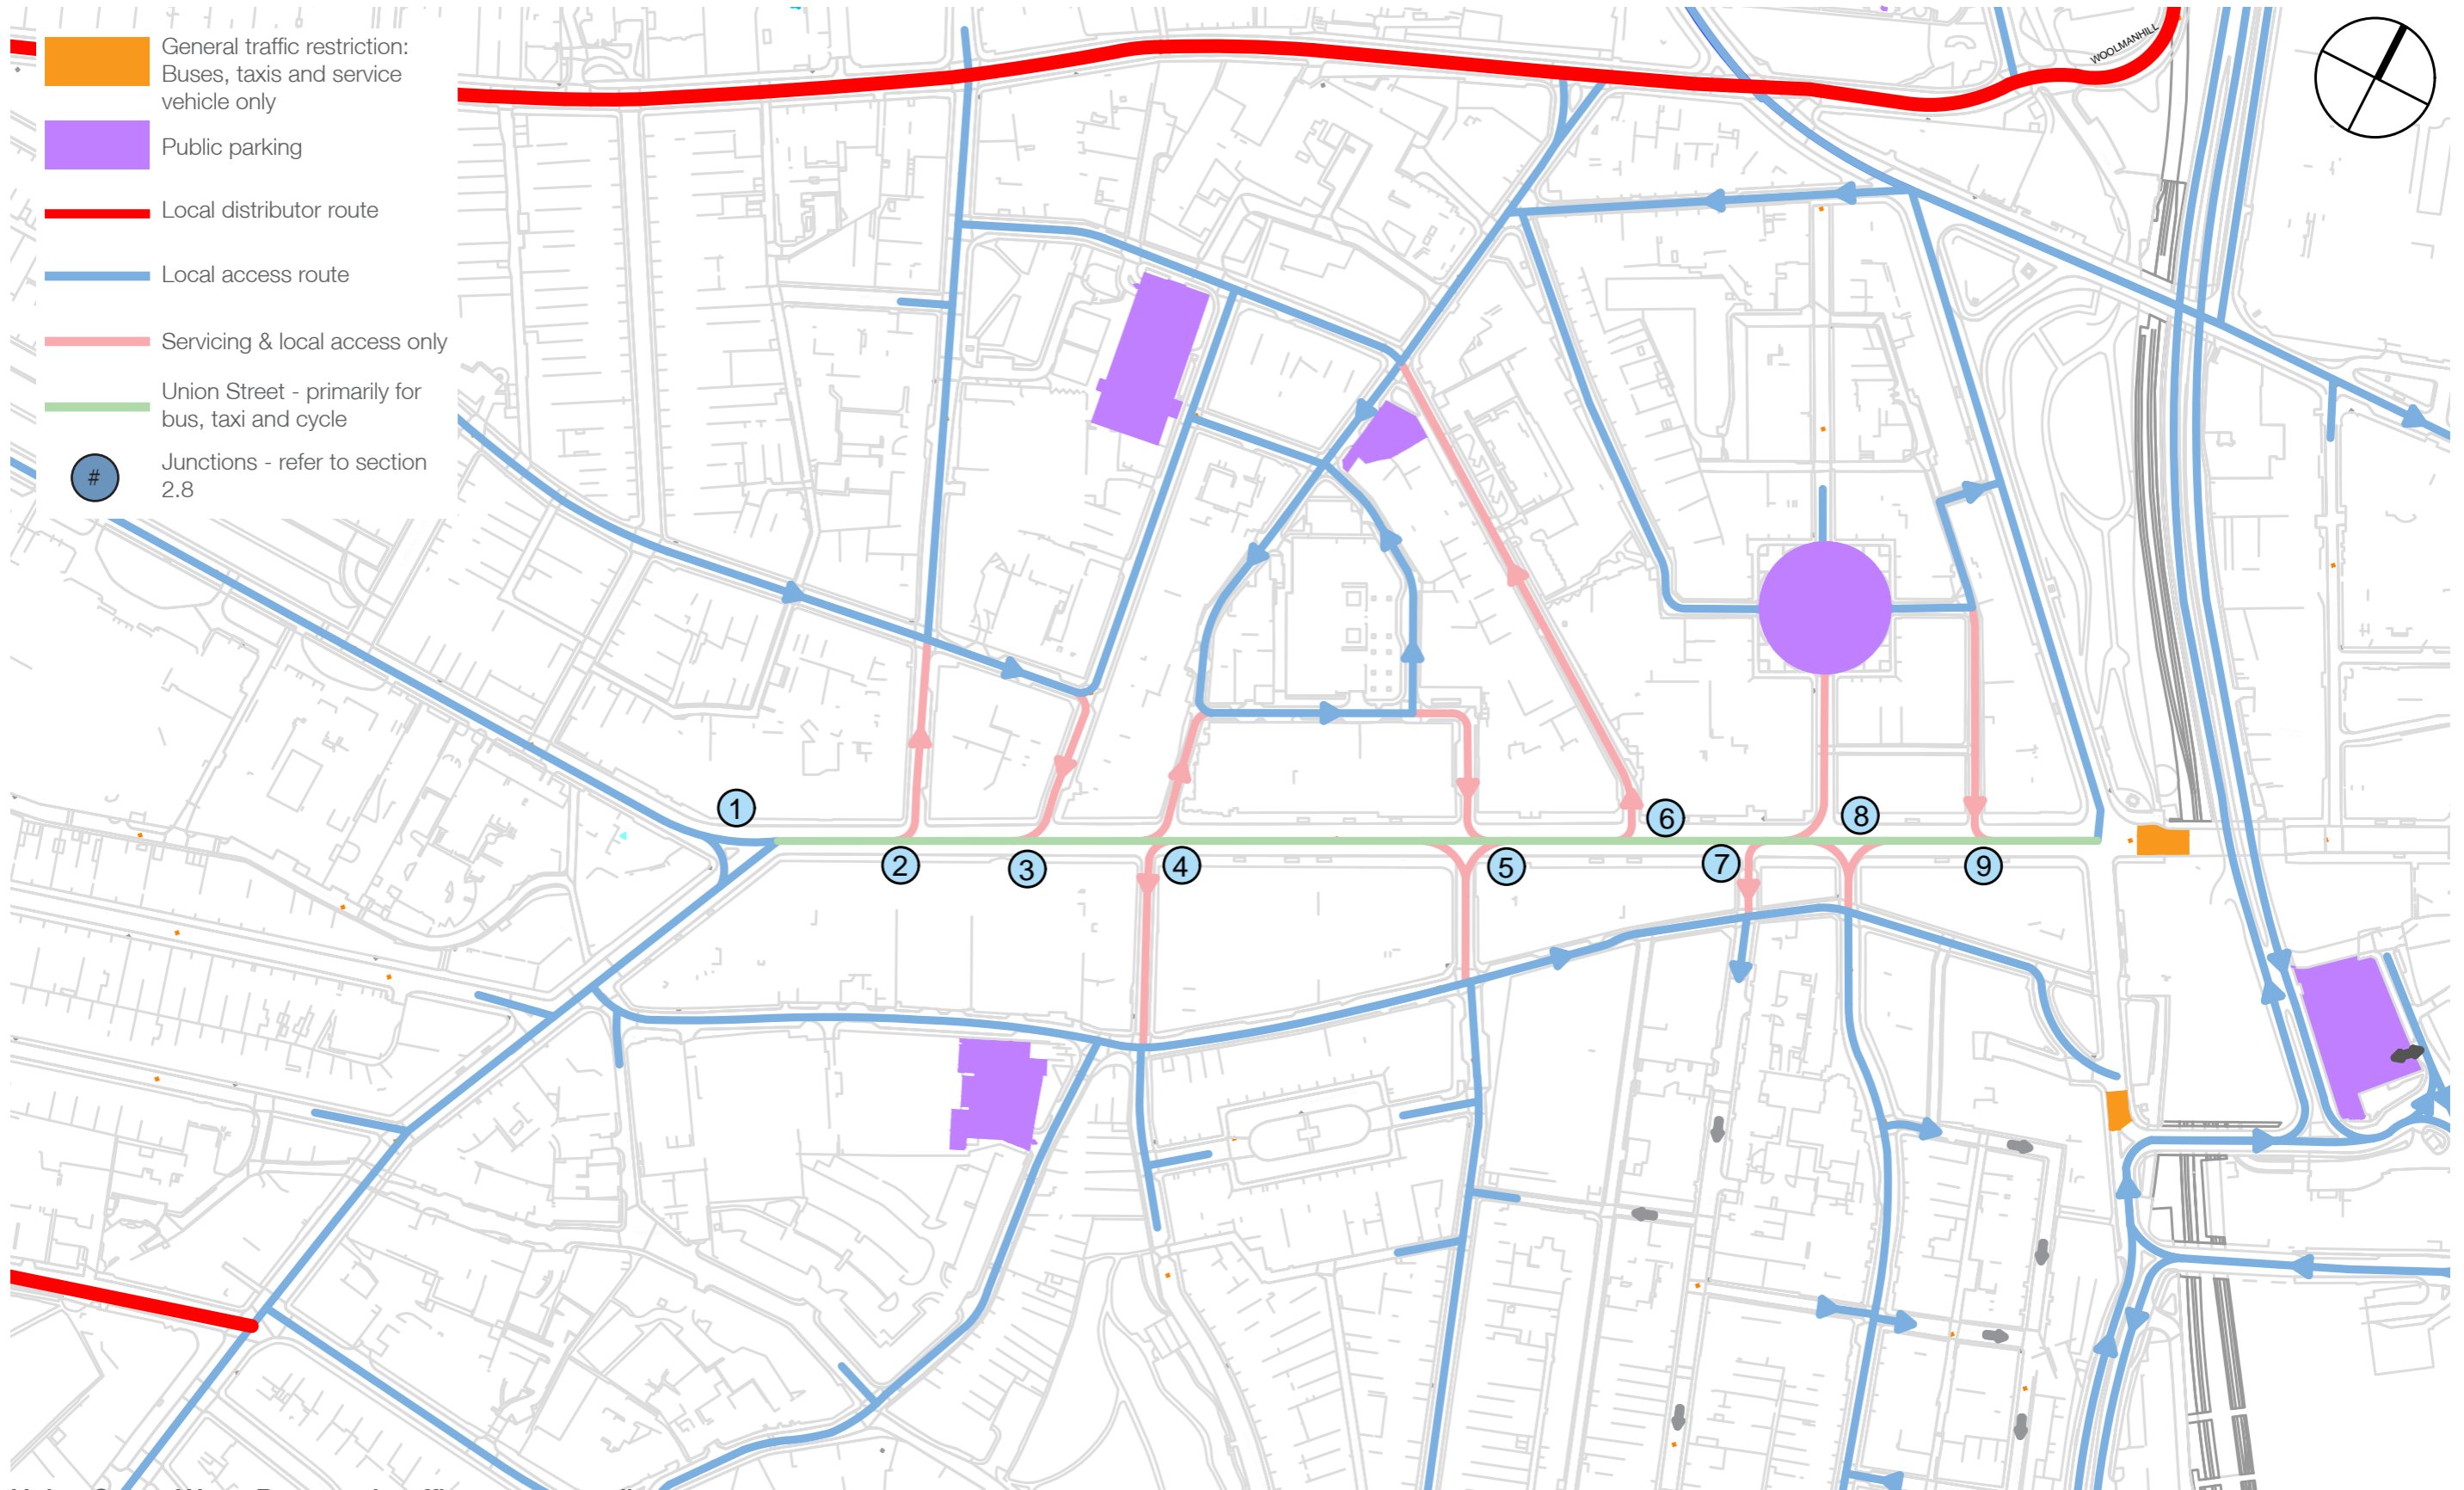 General traffic restriction:
Buses, taxis and service
vehicle only
Public parking
Local distributor route
Local access route
Servicing & local access only
Union Street - primarily for
bus, taxi and cycle
#
Junctions - refer to section
2.8
WOOLMANHILL
1
2
3
4
5
6
7
8
9